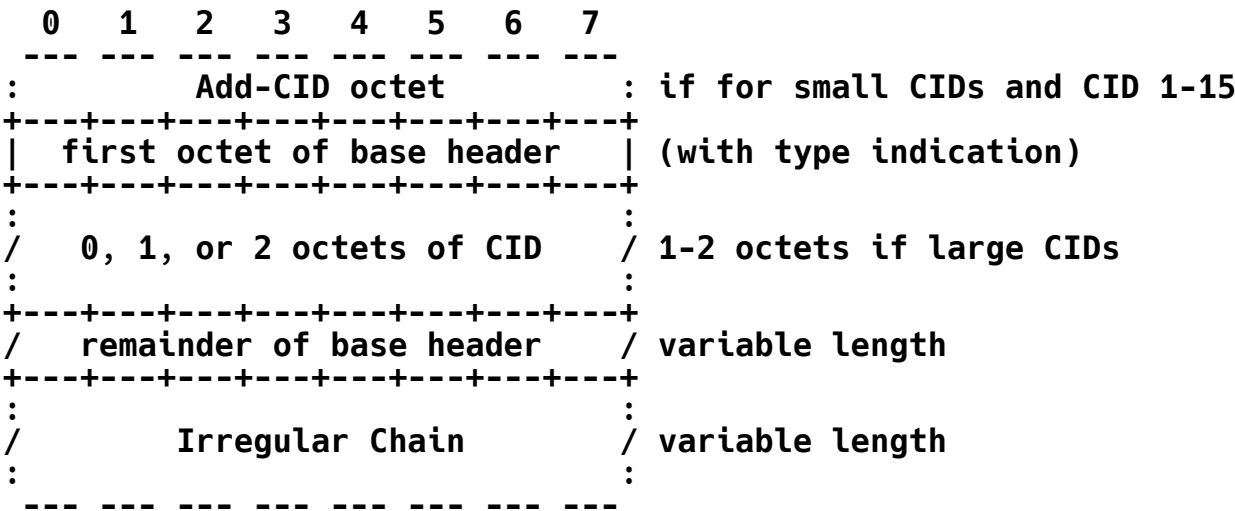 0   1   2   3   4   5   6   7
 --- --- --- --- --- --- --- ---
:         Add-CID octet         : if for small CIDs and CID 1-15
+---+---+---+---+---+---+---+---+
|  first octet of base header   | (with type indication)
+---+---+---+---+---+---+---+---+
:                               :
/   0, 1, or 2 octets of CID    / 1-2 octets if large CIDs
:                               :
+---+---+---+---+---+---+---+---+
/   remainder of base header    / variable length
+---+---+---+---+---+---+---+---+
:                               :
/        Irregular Chain        / variable length
:                               :
 --- --- --- --- --- --- --- ---